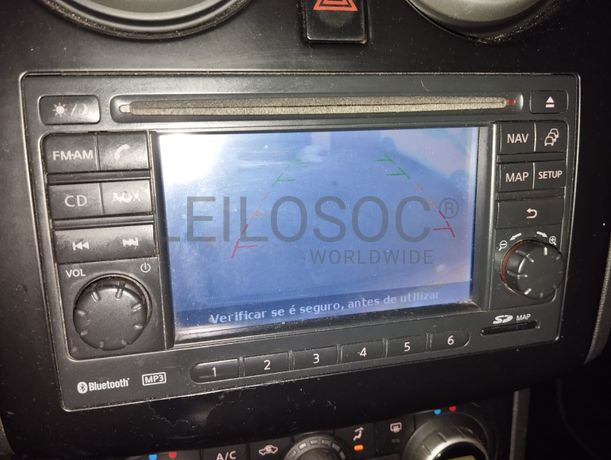 FM·AM
CD
AUX
VOL
NAV
MAP
SETUP
LEILOSOC®
WORLDWIDE
Verificar se é seguro, antes de utilizar
SD MAP
Bluetooth®
MP3
1 2 3 4 5 6
A/C